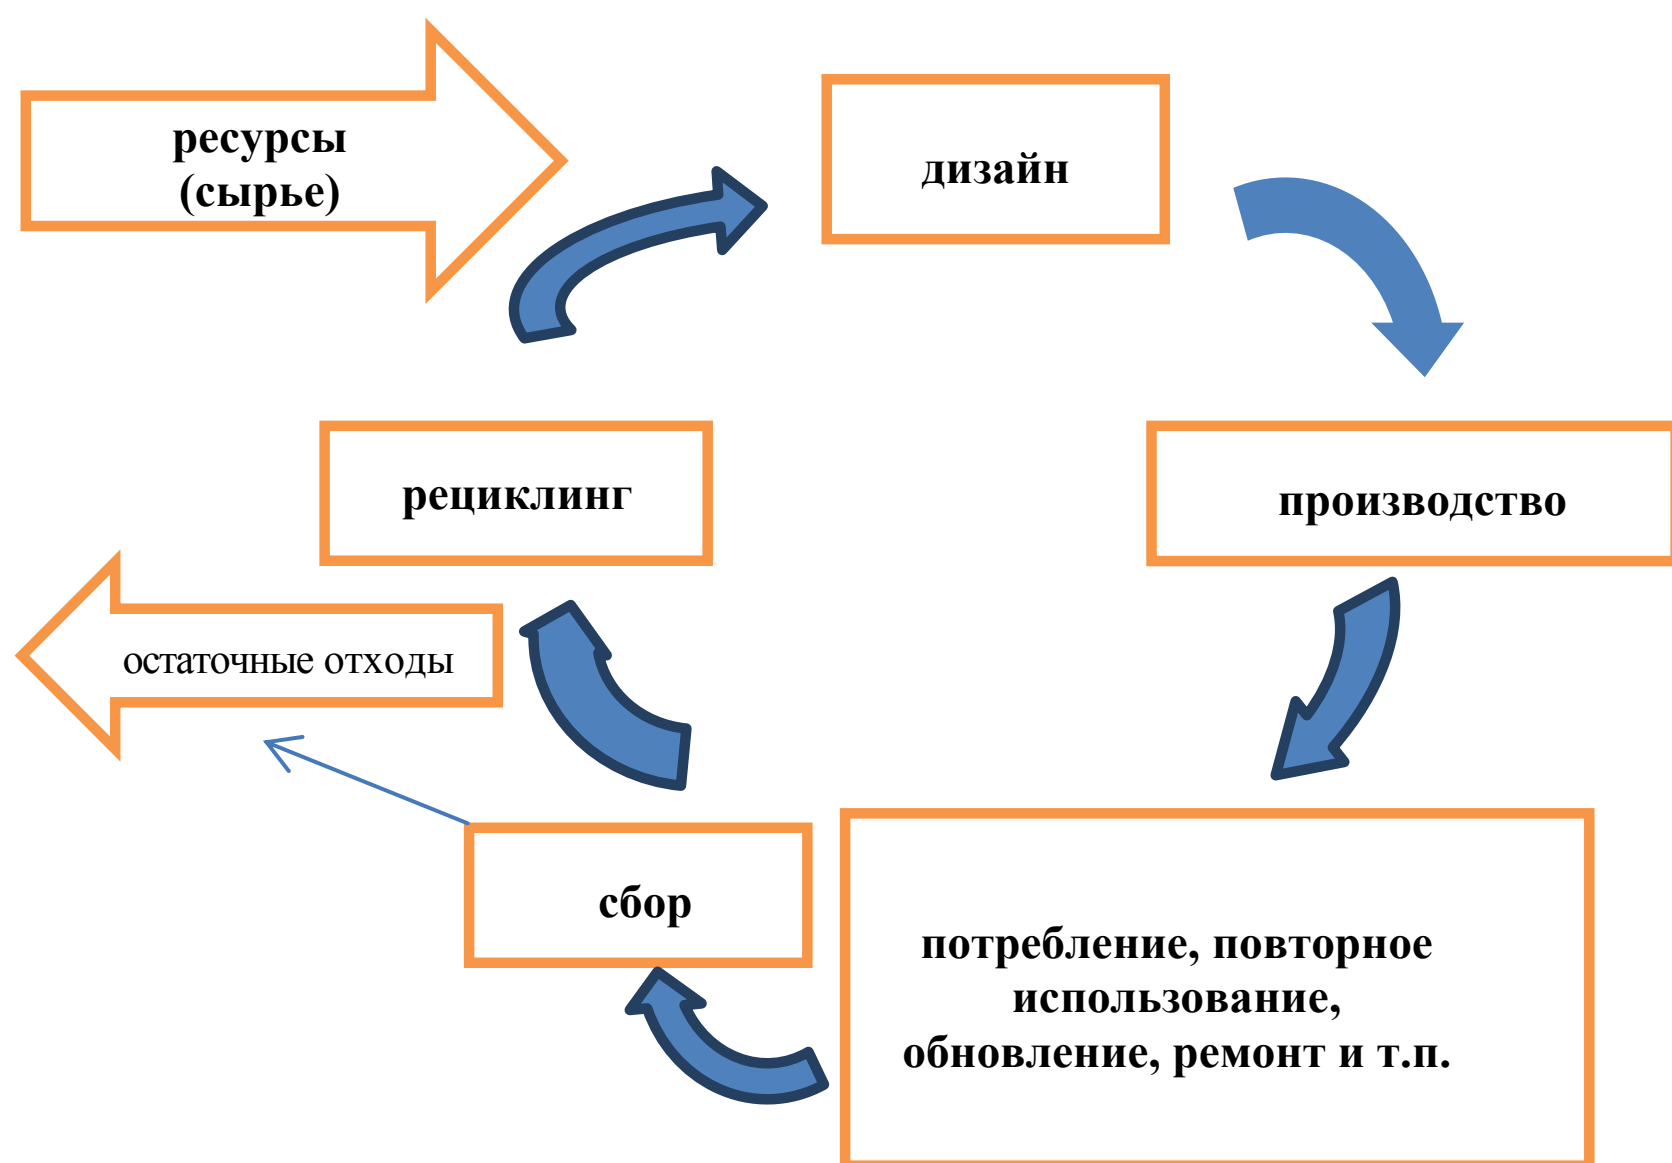 ресурсы
(сырье)
дизайн
рециклинг
производство
остаточные отходы
сбор
потребление, повторное
использование,
обновление, ремонт и т.п.